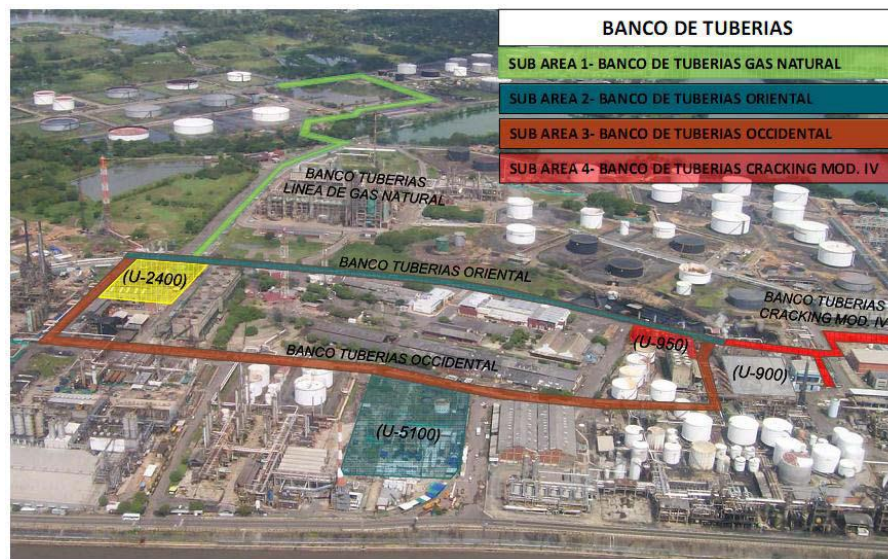 BANCO DE TUBERIAS
SUB AREA 1- BANCO DE TUBERIAS GAS NATURAL
SUB AREA 2- BANCO DE TUBERIAS ORIENTAL
SUB AREA 3- BANCO DE TUBERIAS OCCIDENTAL
SUB AREA 4- BANCO DE TUBERIAS CRACKING MOD. IV
BANCO TUBERIAS
LINEA DE GAS NATURAL
(U-2400)
BANCO TUBERIAS ORIENTAL
BANCO TUBERIAS
CRACKING MOD. IV
(U-950)
BANCO TUBERIAS OCCIDENTAL
(U-900)
(U-5100)